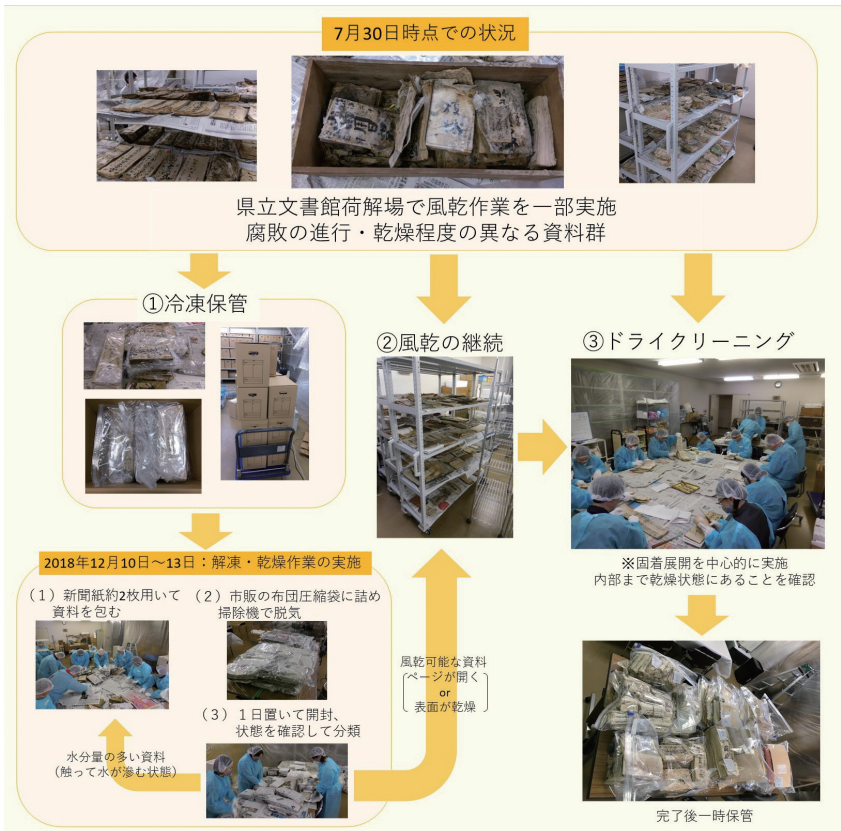 7月30日時点での状況
県立文書館荷解場で風乾作業を一部実施
腐敗の進行・乾燥程度の異なる資料群
①冷凍保管
②風乾の継続
③ドライクリーニング
※固着展開を中心的に実施
内部まで乾燥状態にあることを確認
2018年12月10日～13日：解凍・乾燥作業の実施
（1）新聞紙約2枚用いて
資料を包む
（2）市販の布団圧縮袋に詰め
掃除機で脱気
（3）１日置いて開封、
状態を確認して分類
水分量の多い資料
（触って水が滲む状態）
風乾可能な資料
ページが開く
or
表面が乾燥
完了後一時保管